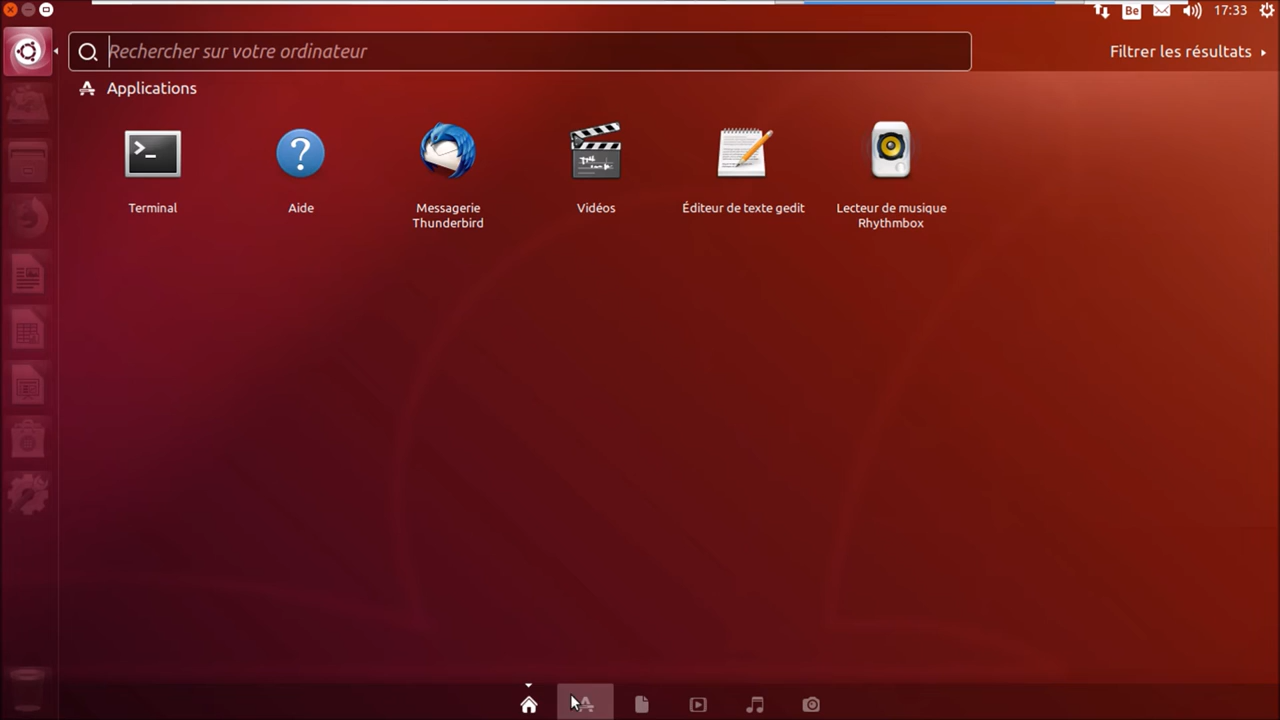 Be
17:33
Rechercher sur votre ordinateur
Filtrer les résultats
Applications
Terminal
Aide
Messagerie
Thunderbird
Vidéos
Éditeur de texte gedit
Lecteur de musique
Rhythmbox